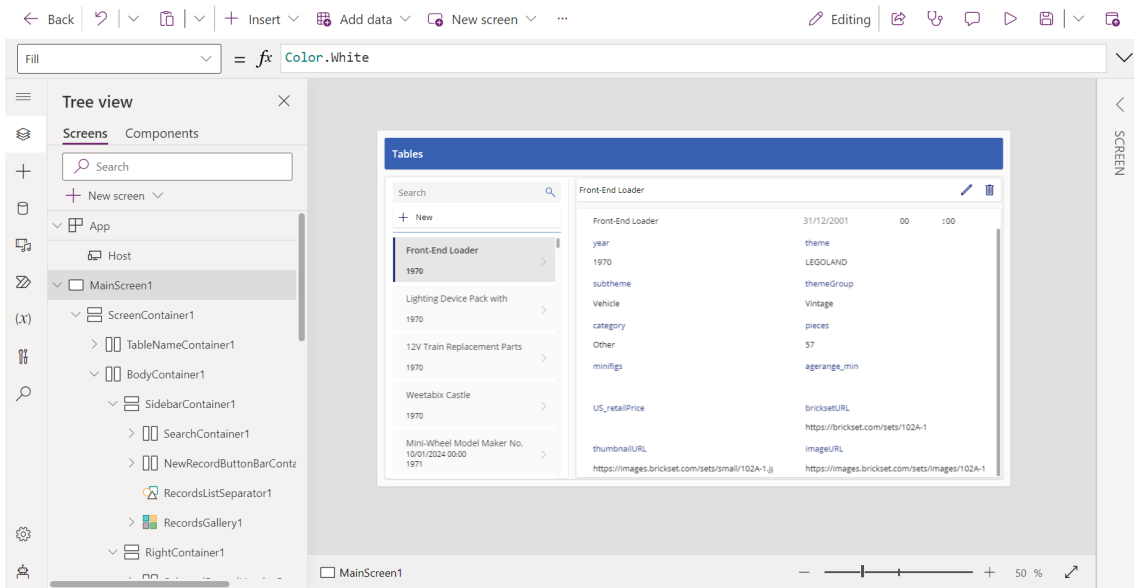 Back Insert Add data New screen ... Editing
Fill = fx Color.White
Tree view
Screens Components
Search
New screen
App
Host
MainScreen1
ScreenContainer1
TableNameContainer1
BodyContainer1
SidebarContainer1
SearchContainer1
NewRecordButtonBarConta
RecordsListSeparator1
RecordsGallery1
RightContainer1
Tables
Search
New
Front-End Loader
1970
Lighting Device Pack with
1970
12V Train Replacement Parts
1970
Weetabix Castle
1970
Mini-Wheel Model Maker No.
10/01/2024 00:00
1971
Front-End Loader
Front-End Loader 31/12/2001 00 :00
year theme
1970 LEGOLAND
subtheme themeGroup
Vehicle Vintage
category pieces
Other 57
minifigs agerange_min
US_retailPrice bricksetURL
https://brickset.com/sets/102A-1
thumbnailURL imageURL
https://images.brickset.com/sets/small/102A-1.jp https://images.brickset.com/sets/images/102A-1
SCREEN
MainScreen1 50 %
(x)